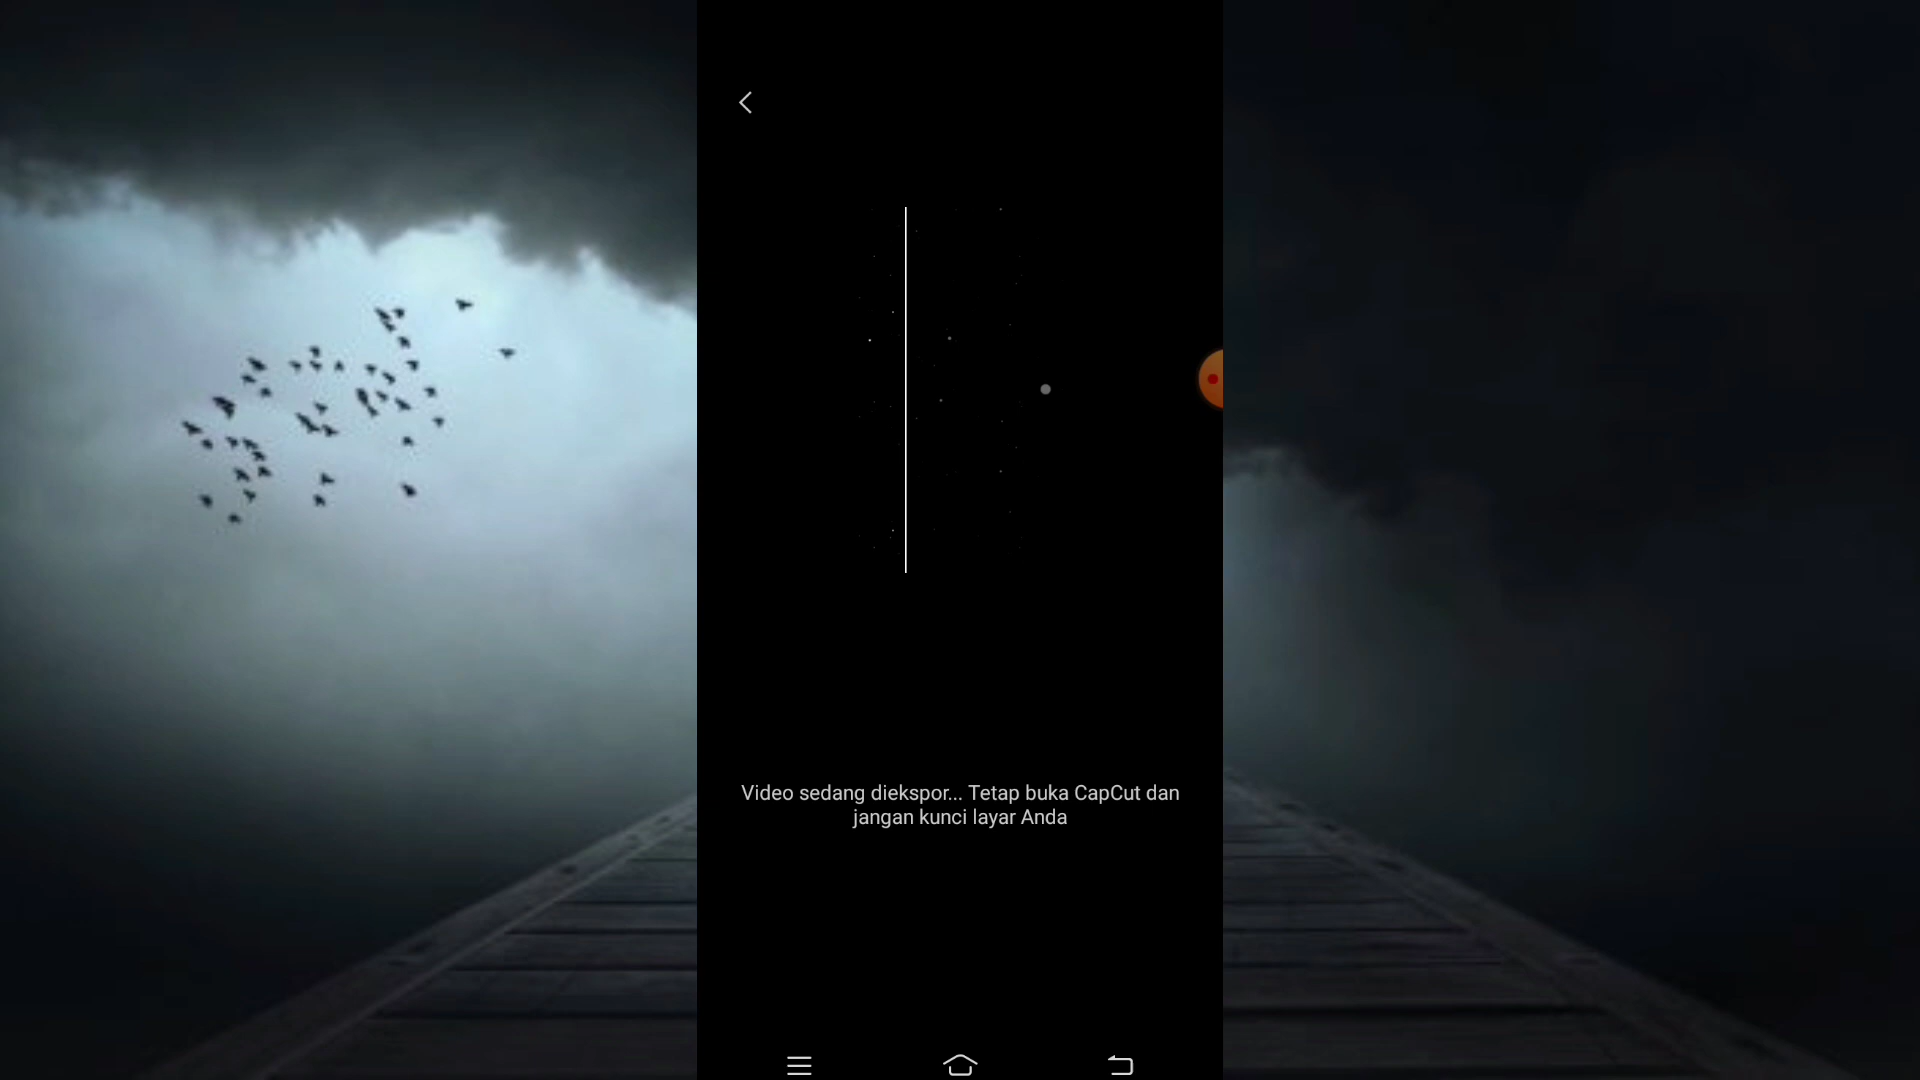 Video sedang diekspor... Tetap buka CapCut dan
jangan kunci layar Anda